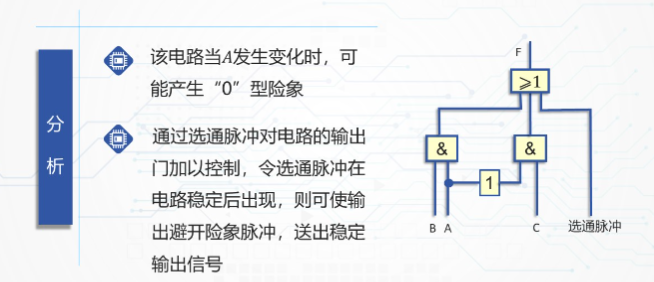 分
析
该电路当A发生变化时，可
能产生“0”型险象
通过选通脉冲对电路的输出
门加以控制，令选通脉冲在
电路稳定后出现，则可使输
出避开险象脉冲，送出稳定
输出信号
F
⩾1
&
&
1
B A C 选通脉冲